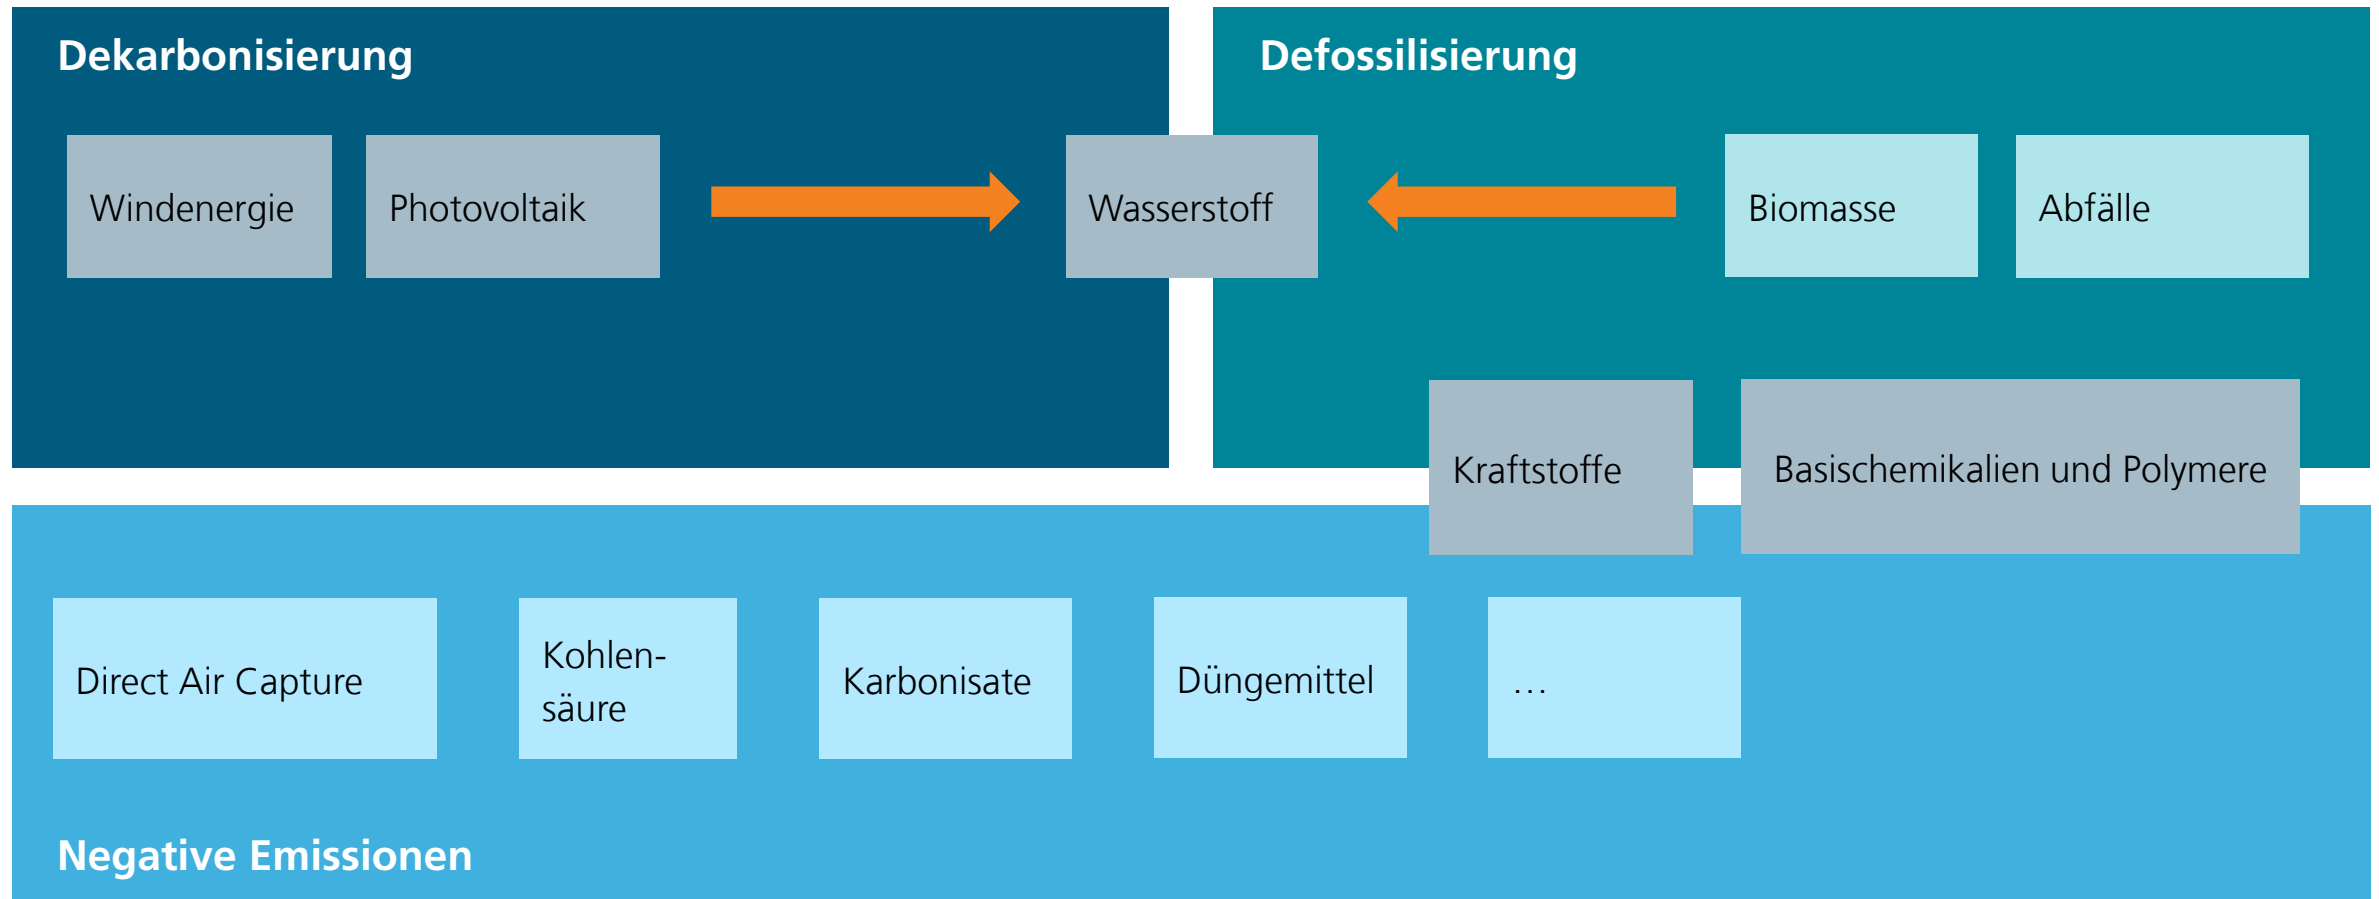 Dekarbonisierung
Defossilisierung
Windenergie
Photovoltaik
Wasserstoff
Biomasse
Abfälle
Kraftstoffe
Basischemikalien und Polymere
Direct Air Capture
Kohlen-
säure
Karbonisate
Düngemittel
...
Negative Emissionen